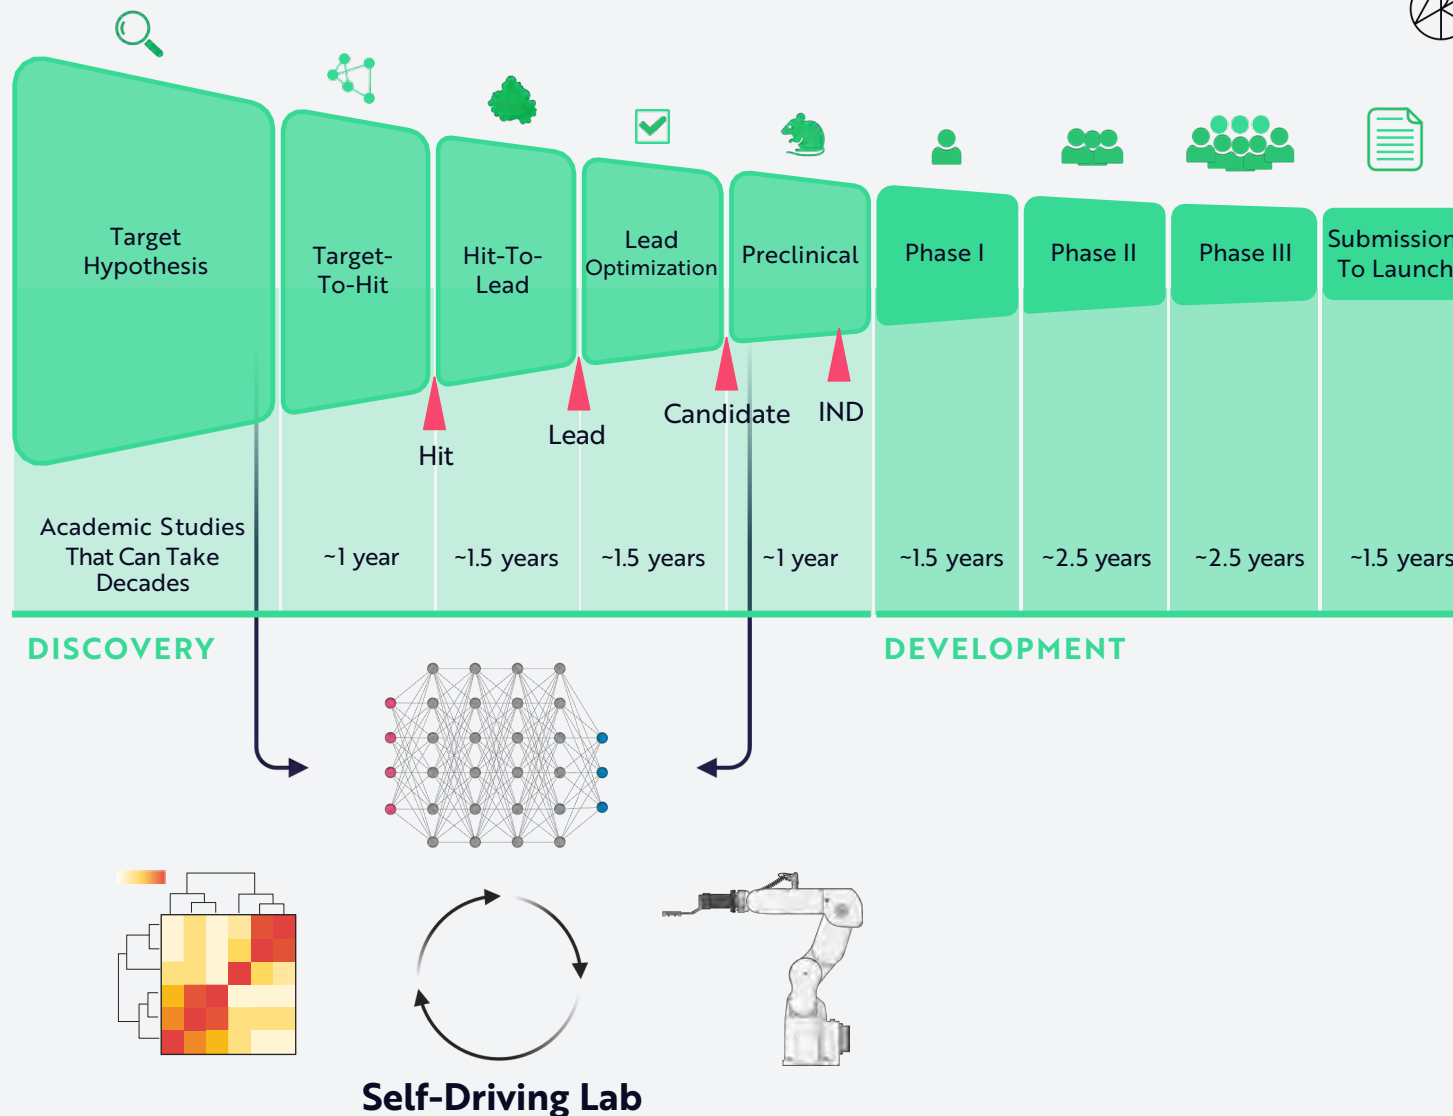 Target
Hypothesis
Target-
To-Hit
Hit-To-
Lead
Lead
Optimization
Preclinical
Phase I
Phase II
Phase III
Submission
To Launch
Hit
Lead
Candidate
IND
Academic Studies
That Can Take
Decades
~1 year
~1.5 years
~1.5 years
~1 year
~1.5 years
~2.5 years
~2.5 years
~1.5 years
DISCOVERY
DEVELOPMENT
Self-Driving Lab